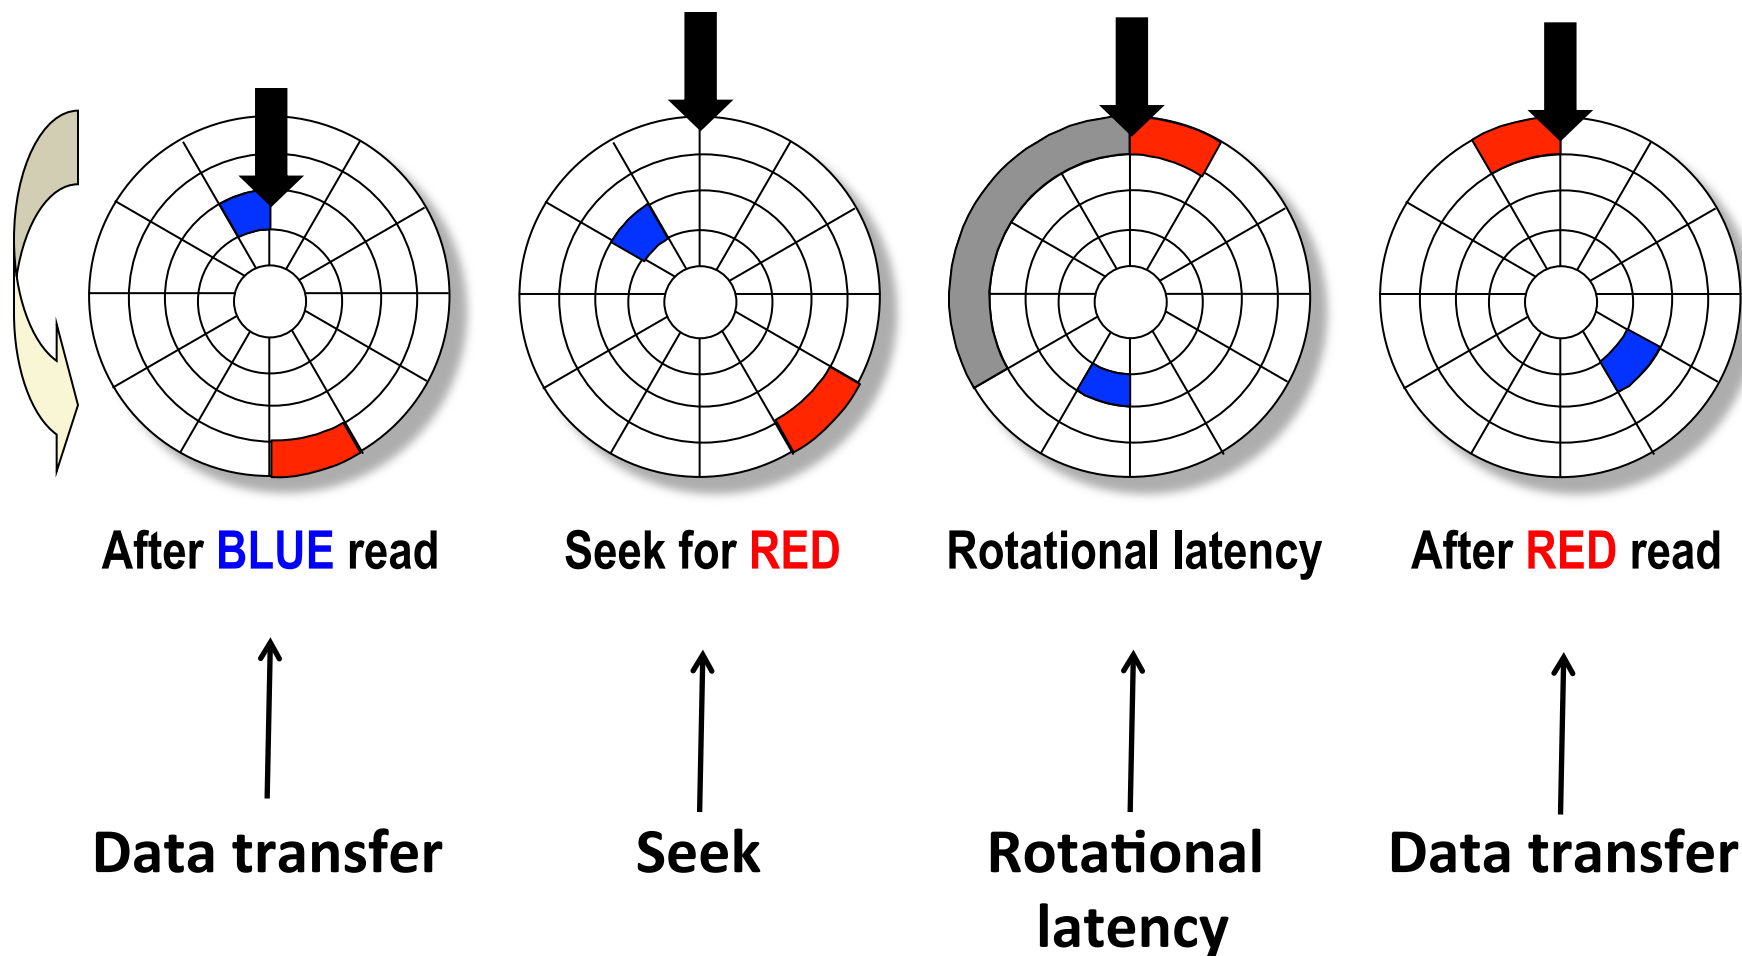 After BLUE read
Seek for RED
Rotational latency
After RED read
Data transfer
Seek
Rotational
latency
Data transfer